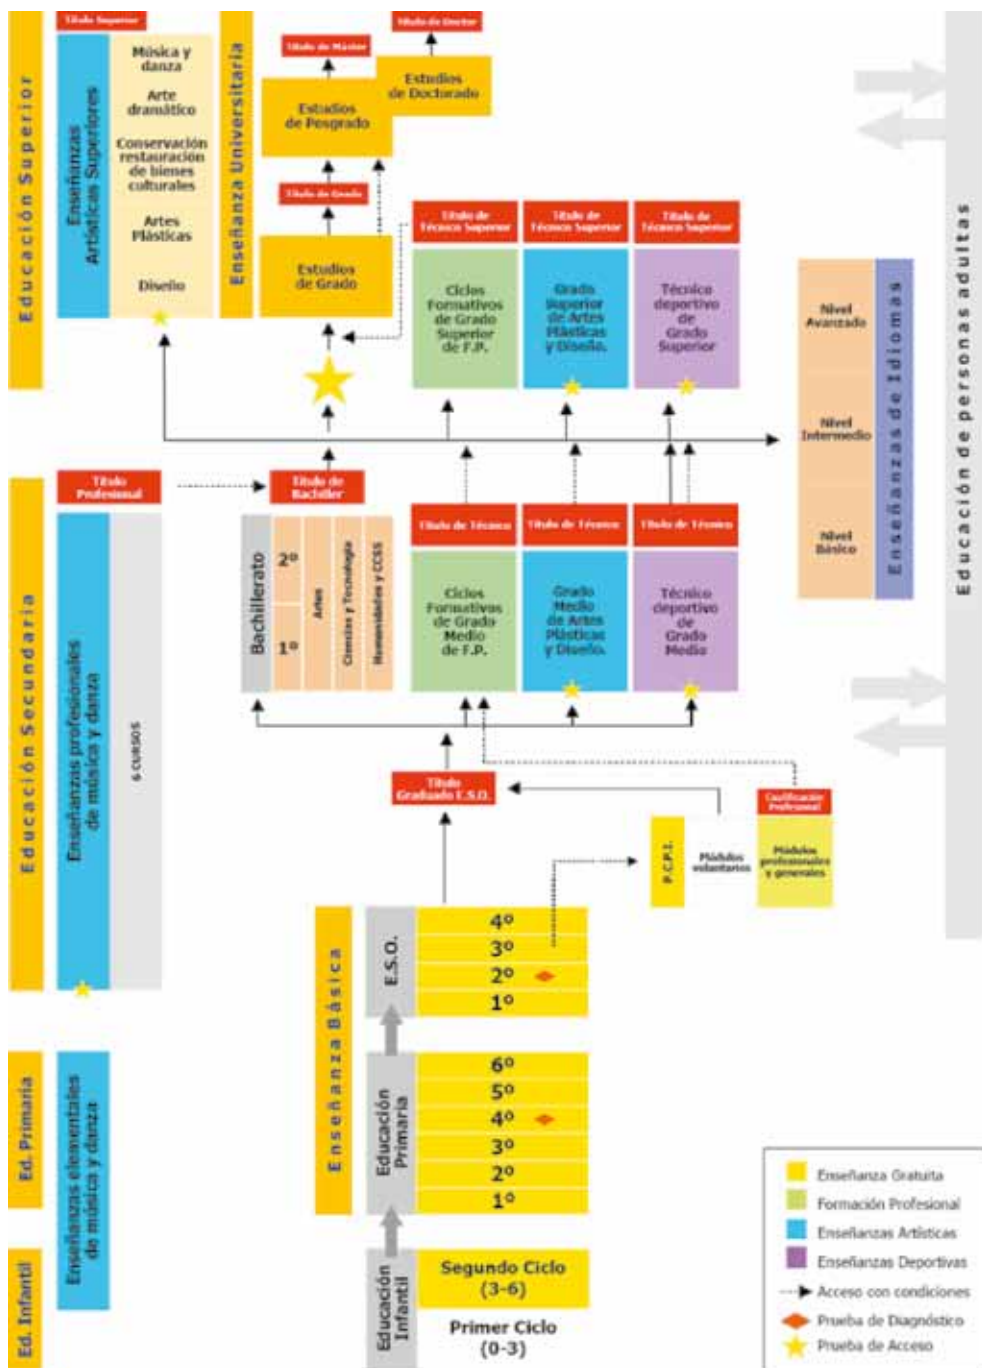 Título Superior
Educación Superior
Enseñanzas
Artísticas Superiores
Música y
danza
Arte
dramático
Conservación
restauración
de bienes
culturales
Artes
Plásticas
Diseño
Enseñanza Universitaria
Título de Máster
Título de Doctor
Estudios
de Posgrado
Estudios
de Doctorado
Título de Grado
Estudios
de Grado
Título de
Técnico Superior
Ciclos
Formativos
de Grado
Superior
de F.P.
Título de
Técnico Superior
Grado
Superior
de Artes
Plásticas
y Diseño.
Título de
Técnico Superior
Técnico
deportivo
de
Grado
Superior
Nivel
Avanzado
Nivel
Intermedio
Nivel
Básico
Enseñanzas de Idiomas
Educación de personas adultas
Educación Secundaria
Título
Profesional
Enseñanzas profesionales
de música y danza
6 CURSOS
Título de
Bachiller
Bachillerato
2º
1º
Artes
Ciencias y Tecnología
Humanidades y CCSS
Título de Técnico
Ciclos
Formativos
de Grado
Medio
de F.P.
Título de Técnico
Grado
Medio
de Artes
Plásticas
y Diseño.
Título de Técnico
Técnico
deportivo
de
Grado
Medio
Título
Graduado E.S.O.
P.C.P.I.
Módulos
voluntarios
Cualificación
Profesional
Módulos
profesionales
y generales
Enseñanza Básica
E.S.O.
4º
3º
2º
1º
Ed. Primaria
Enseñanzas elementales
de música y danza
Educación
Primaria
6º
5º
4º
3º
2º
1º
Ed. Infantil
Educación
Infantil
Segundo Ciclo
(3-6)
Primer Ciclo
(0-3)
Enseñanza Gratuita
Formación Profesional
Enseñanzas Artísticas
Enseñanzas Deportivas
Acceso con condiciones
Prueba de Diagnóstico
Prueba de Acceso